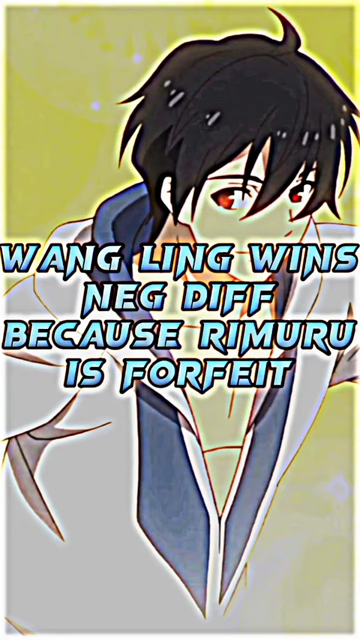 WANG LING WINS
NEG DIFF
BECAUSE RIMURU
IS FORFEIT